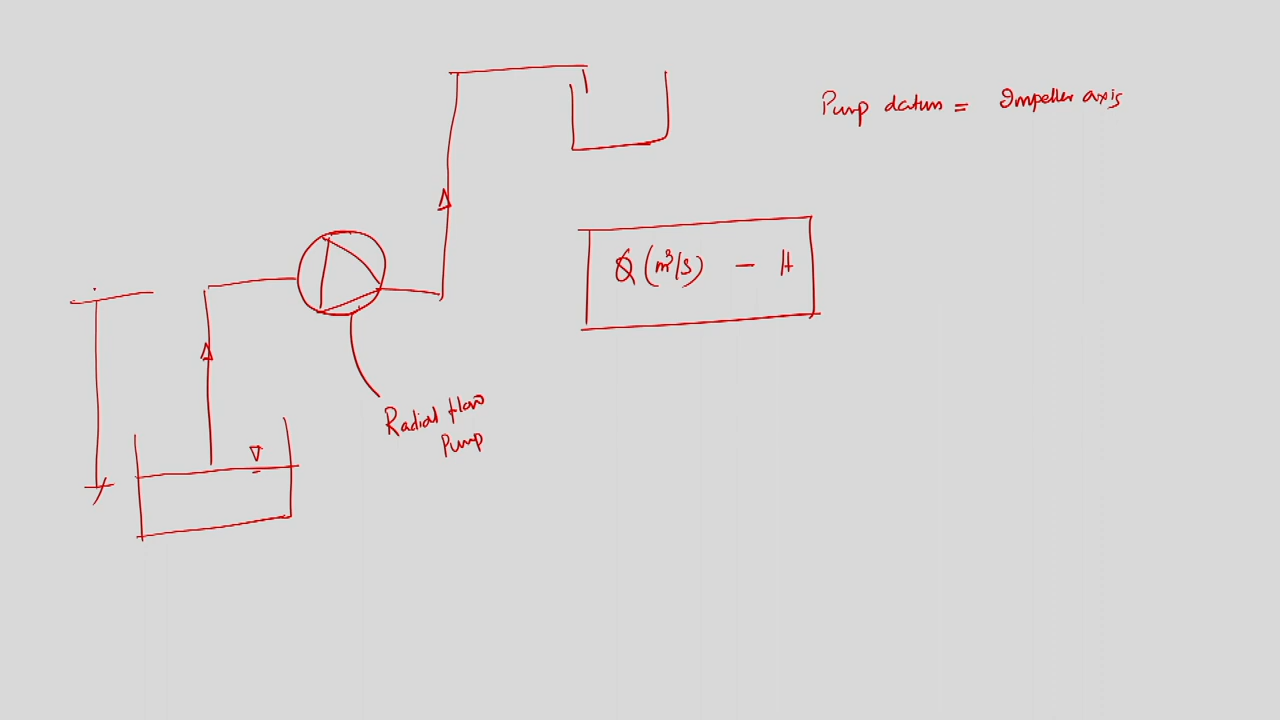 Pump datum = Impeller axis
Q (m³/s) - H
Radial flow
Pump